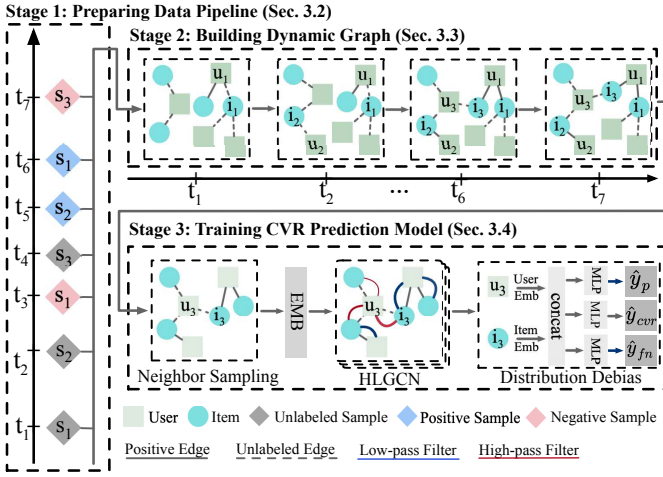 Stage 1: Preparing Data Pipeline (Sec. 3.2)
Stage 2: Building Dynamic Graph (Sec. 3.3)
t7 s3
t6 s1
t5 s2
t4 s3
t3 s1
t2 s2
t1 s1
u1 i1
u1 i1 i2 u2
u1 u3 i3 i1 i2 u2
u1 i3 u3 i1 i2 u2
t1 t2 ... t6 t7
Stage 3: Training CVR Prediction Model (Sec. 3.4)
u3 i3
EMB
u3 i3
u3 User Emb
i3 Item Emb
concat
MLP ŷp
MLP ŷcvr
MLP ŷfn
Neighbor Sampling HLGCN Distribution Debias
User Item Unlabeled Sample Positive Sample Negative Sample
Positive Edge Unlabeled Edge Low-pass Filter High-pass Filter